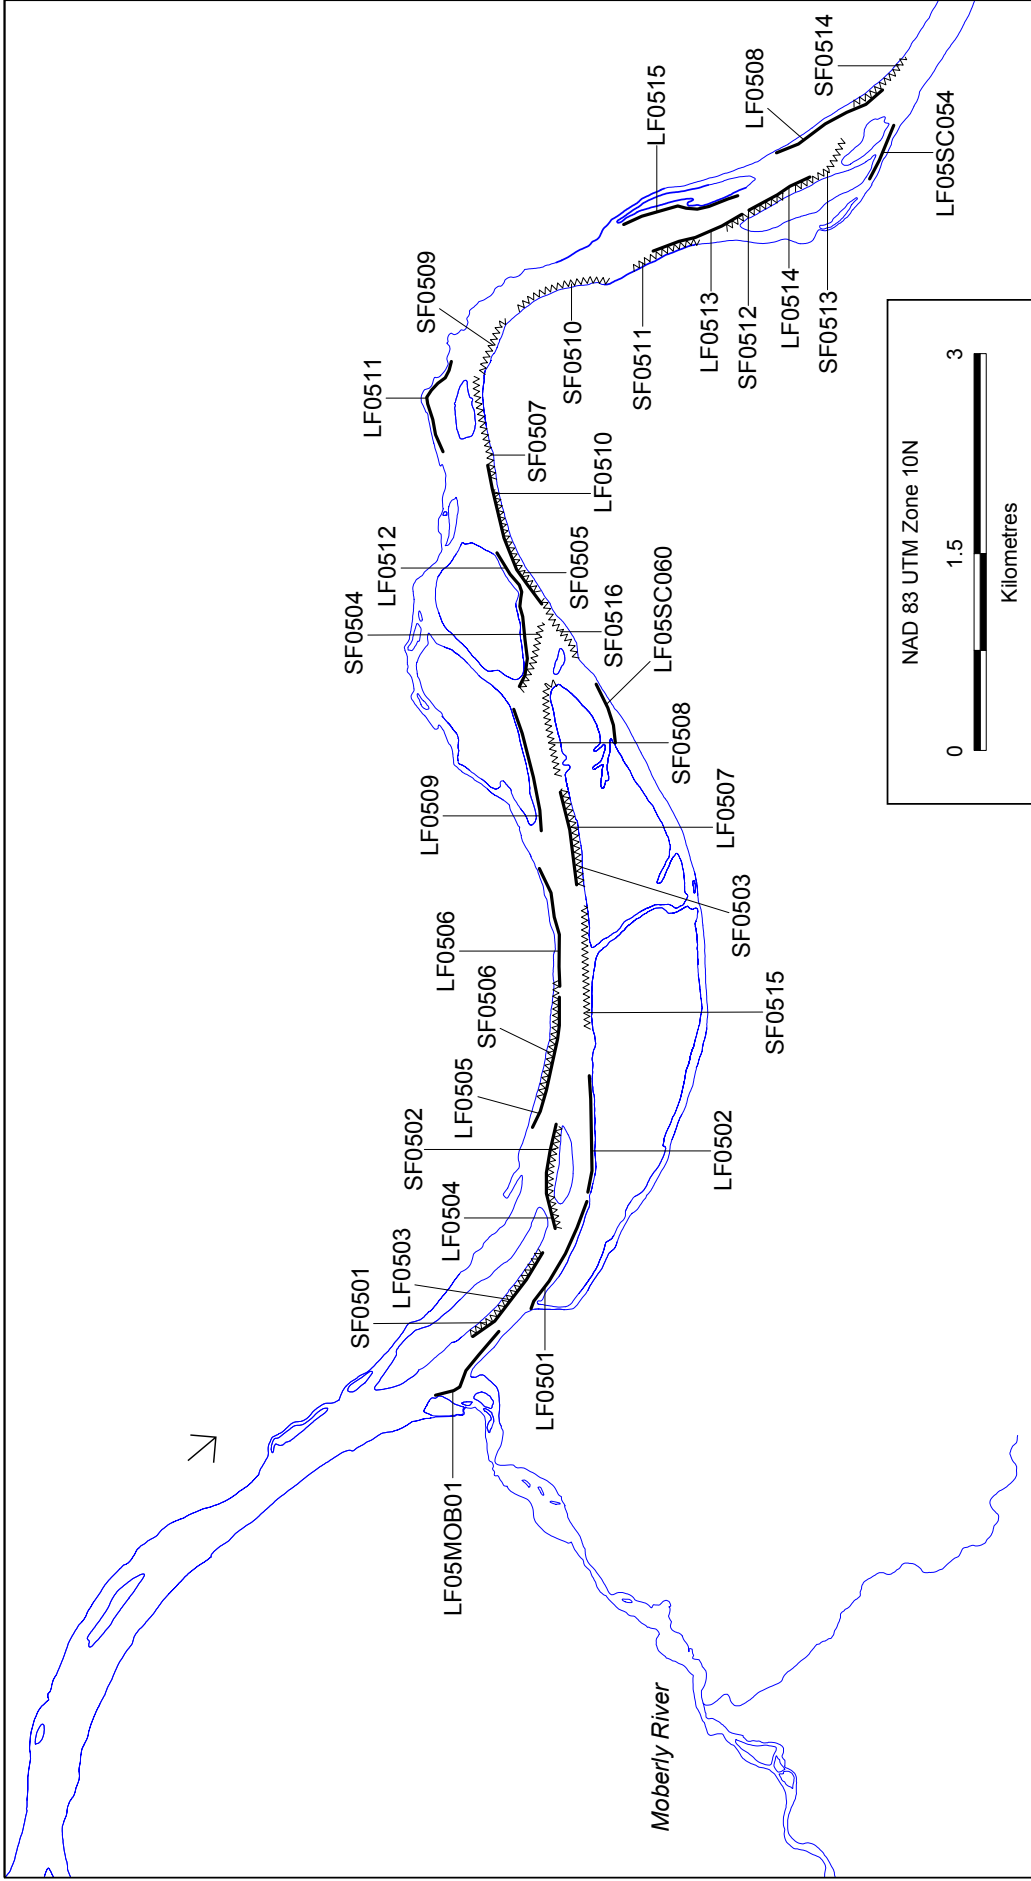 LF05MOB01
SF0501
LF0503
LF0501
LF0504
SF0502
LF0505
SF0506
LF0506
LF0502
SF0515
LF0509
SF0503
LF0507
SF0508
SF0504
LF0512
LF05SC060
SF0516
SF0505
LF0510
SF0507
LF0511
SF0509
SF0510
SF0511
LF0513
SF0512
LF0514
SF0513
LF0515
LF0508
SF0514
LF05SC054
Moberly River
NAD 83 UTM Zone 10N
0 1.5 3
Kilometres